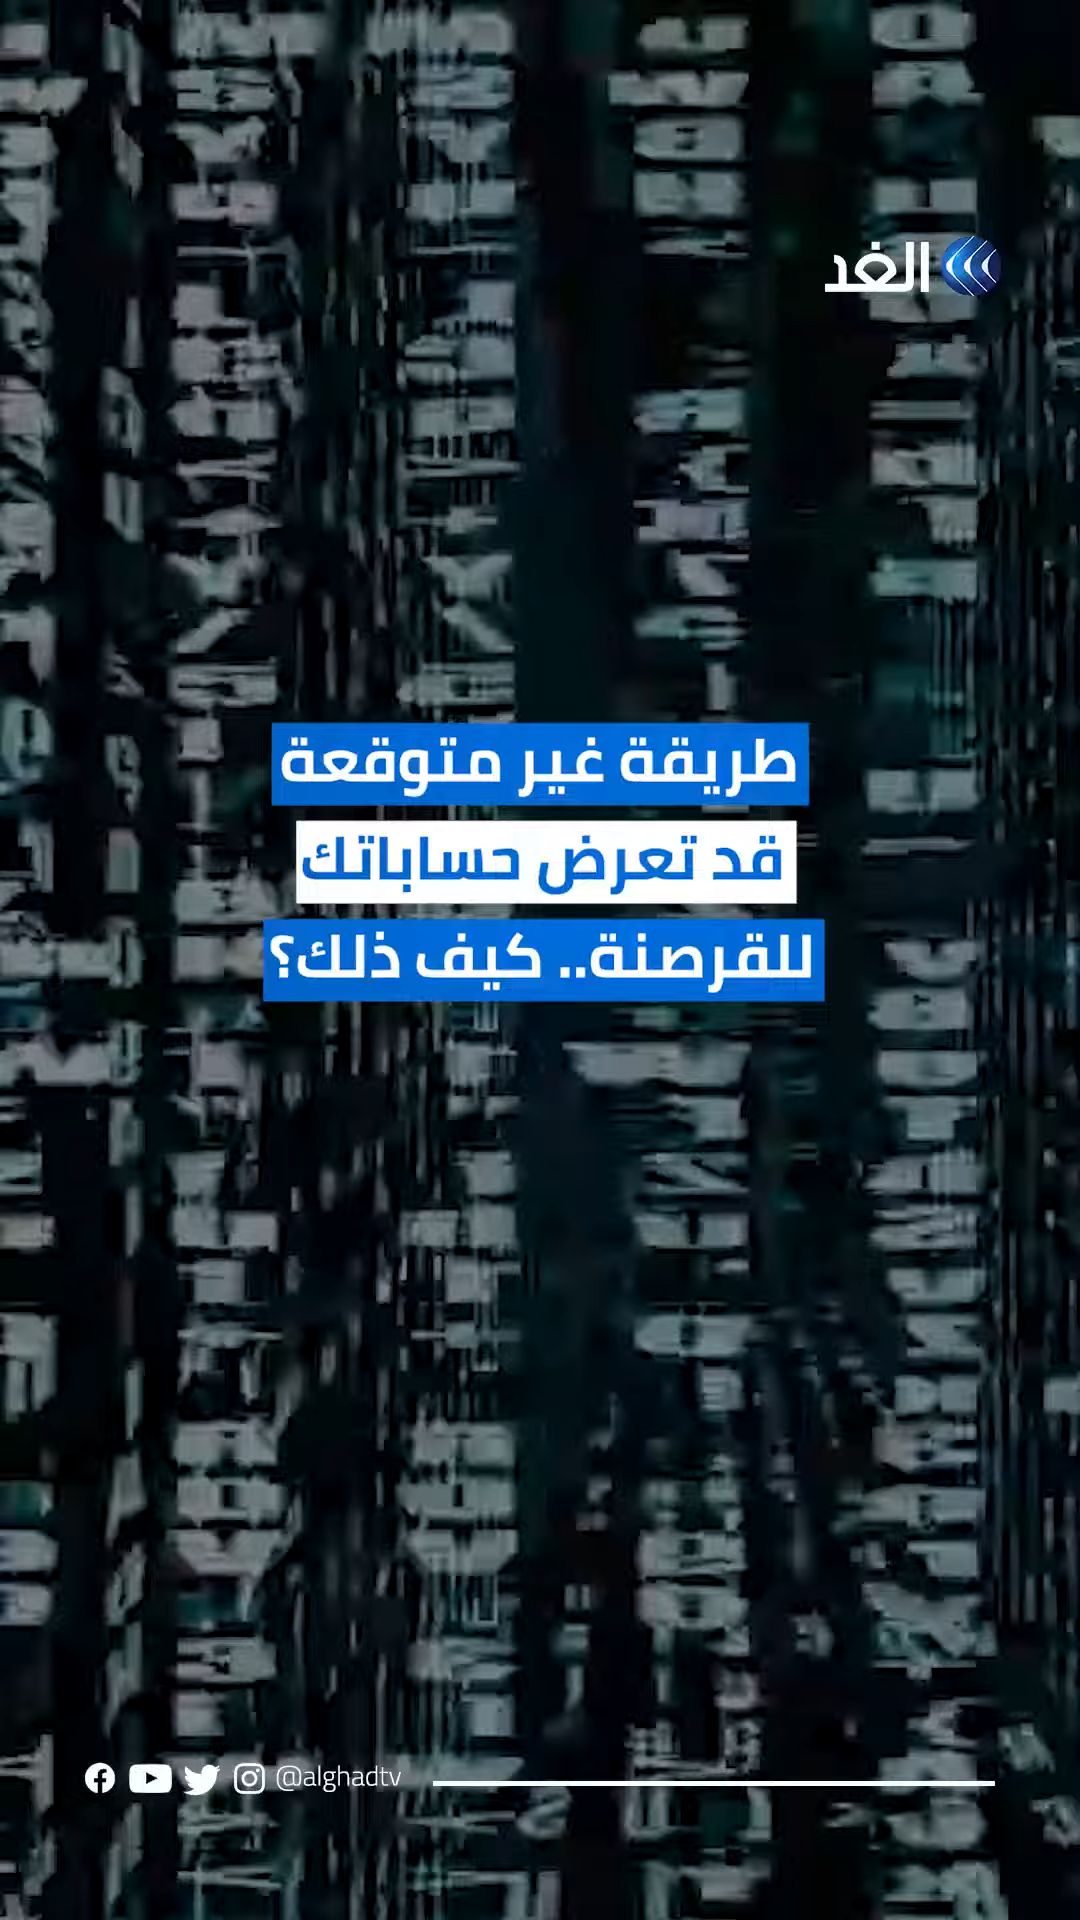 الغد
طريقة غير متوقعة
قد تعرض حساباتك
للقرصنة.. كيف ذلك؟
@alghadtv